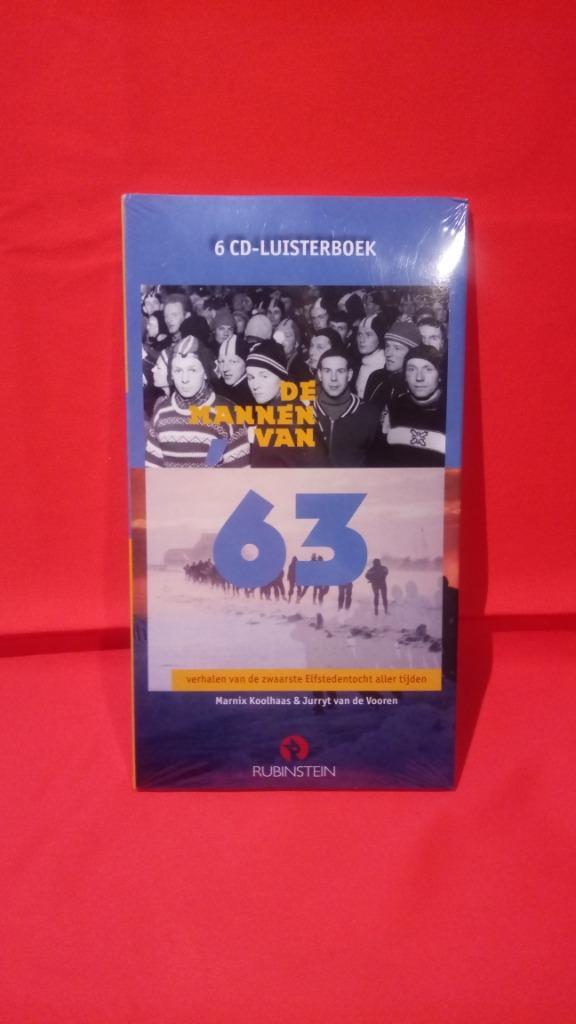 6 CD-LUISTERBOEK
DE
MANNEN
VAN
'63
verhalen van de zwaarste Elfstedentocht aller tijden
Marnix Koolhaas & Jurryt van de Vooren
RUBINSTEIN